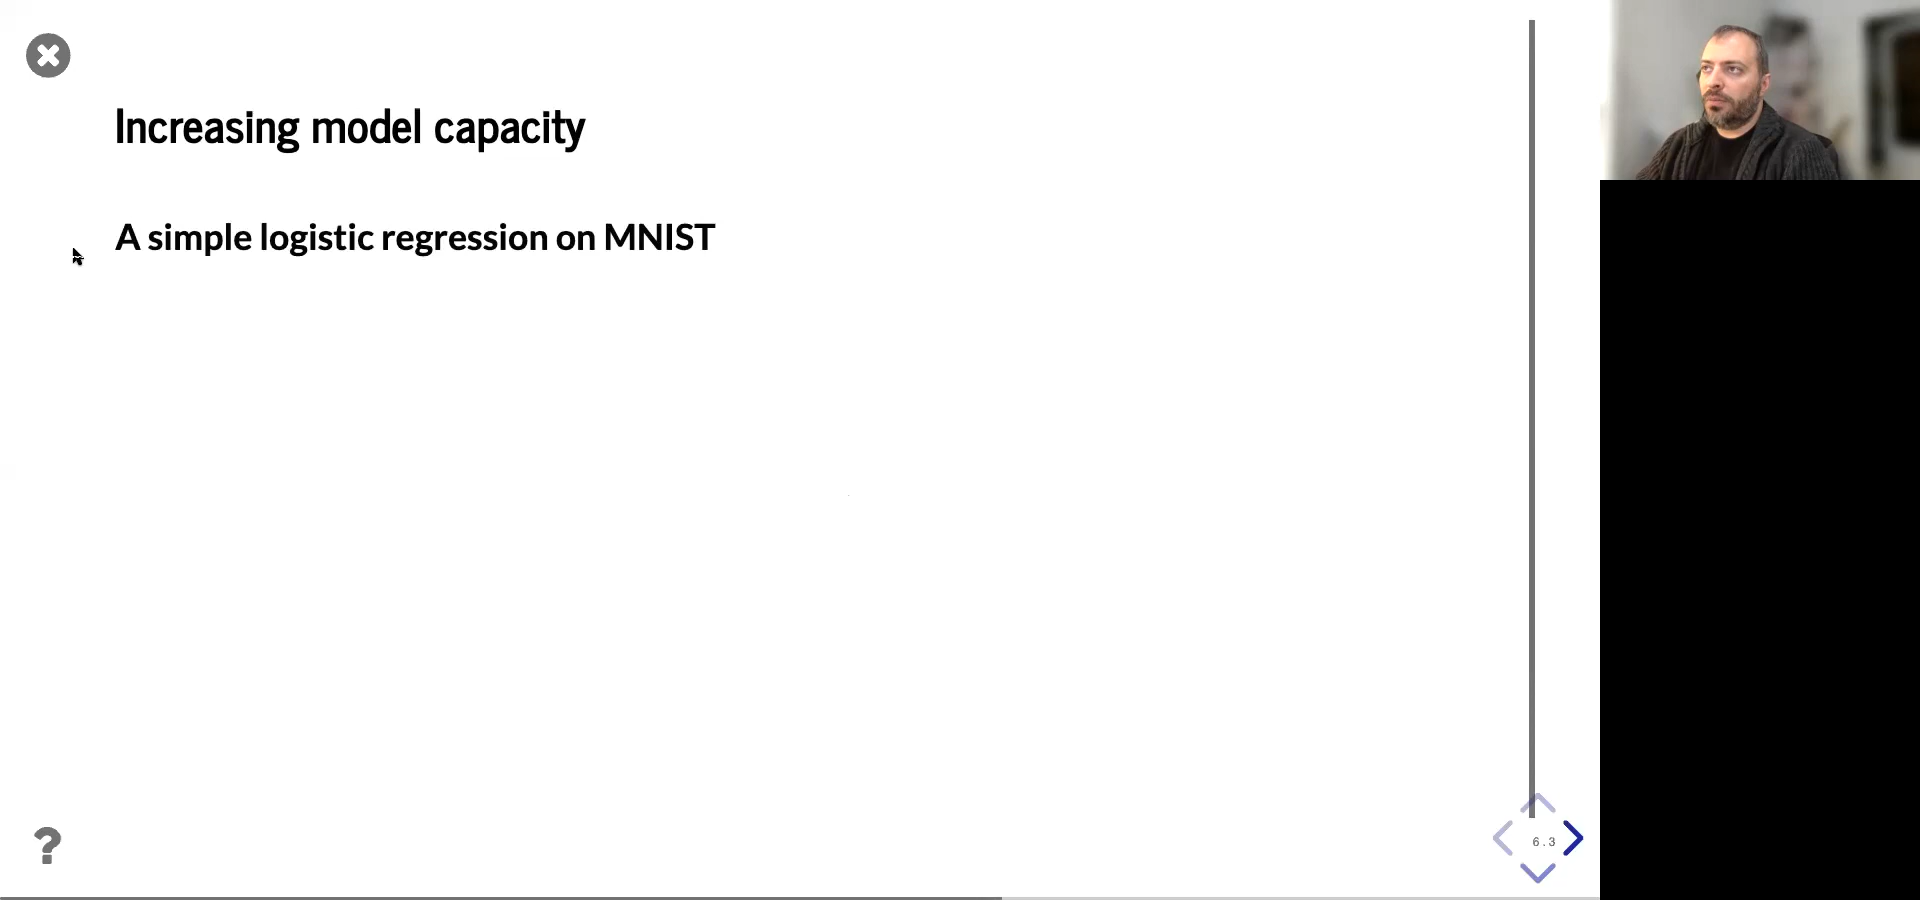 Increasing model capacity
A simple logistic regression on MNIST
?
6.3